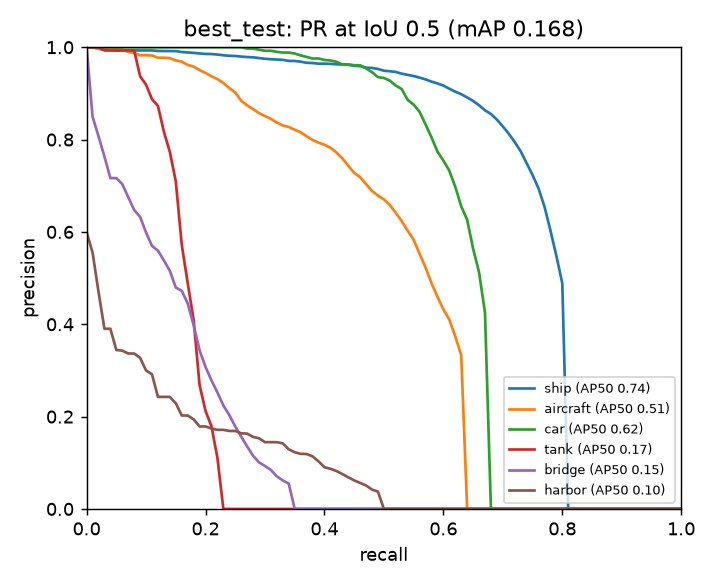 best_test: PR at IoU 0.5 (mAP 0.168)
1.0
0.8
0.6
0.4
0.2
0.0
precision
0.0 0.2 0.4 0.6 0.8 1.0
recall
ship (AP50 0.74)
aircraft (AP50 0.51)
car (AP50 0.62)
tank (AP50 0.17)
bridge (AP50 0.15)
harbor (AP50 0.10)